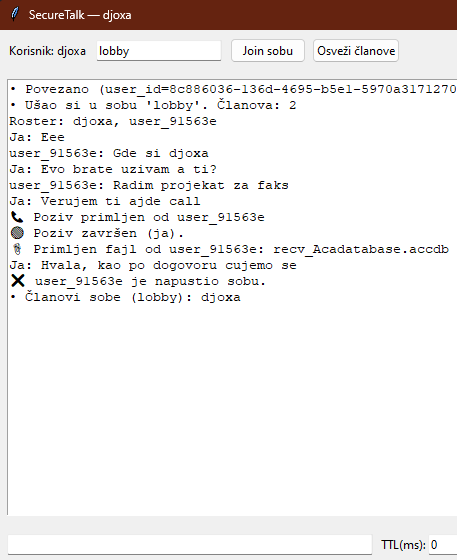 SecureTalk — djoxa
Korisnik: djoxa lobby Join sobu Osveži članove
• Povezano (user_id=8c886036-136d-4695-b5e1-5970a3171270
• Ušao si u sobu 'lobby'. Članova: 2
Roster: djoxa, user_91563e
Ja: Eee
user_91563e: Gde si djoxa
Ja: Evo brate uzivam a ti?
user_91563e: Radim projekat za faks
Ja: Verujem ti ajde call
📞 Poziv primljen od user_91563e
Poziv završen (ja).
Primljen fajl od user_91563e: recv_Acadatabase.accdb
Ja: Hvala, kao po dogovoru cujemo se
❌ user_91563e je napustio sobu.
• Članovi sobe (lobby): djoxa
TTL(ms): 0